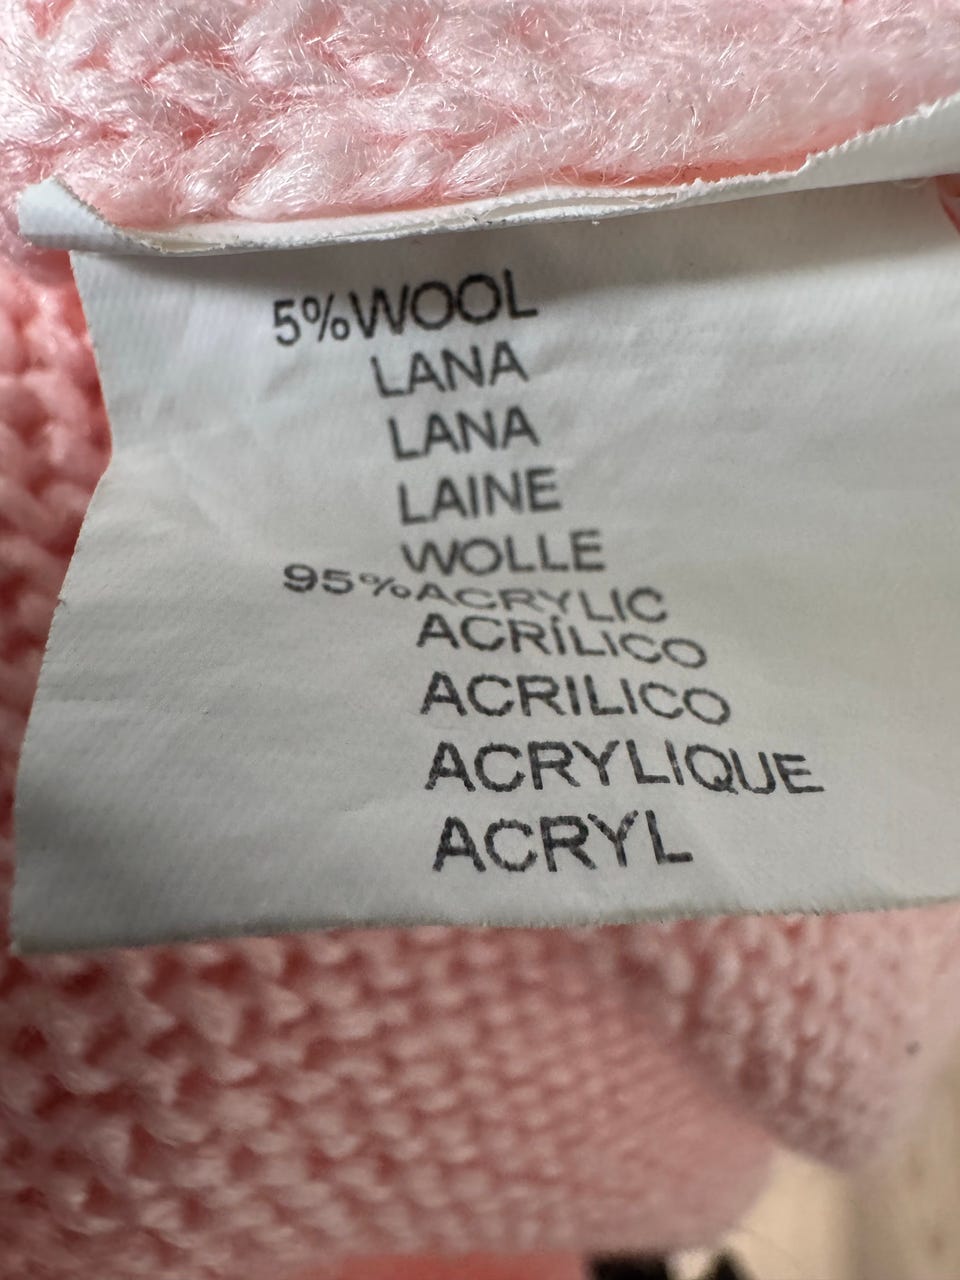 5%WOOL
LANA
LANA
LAINE
WOLLE
95%ACRYLIC
ACRÍLICO
ACRILICO
ACRYLIQUE
ACRYL